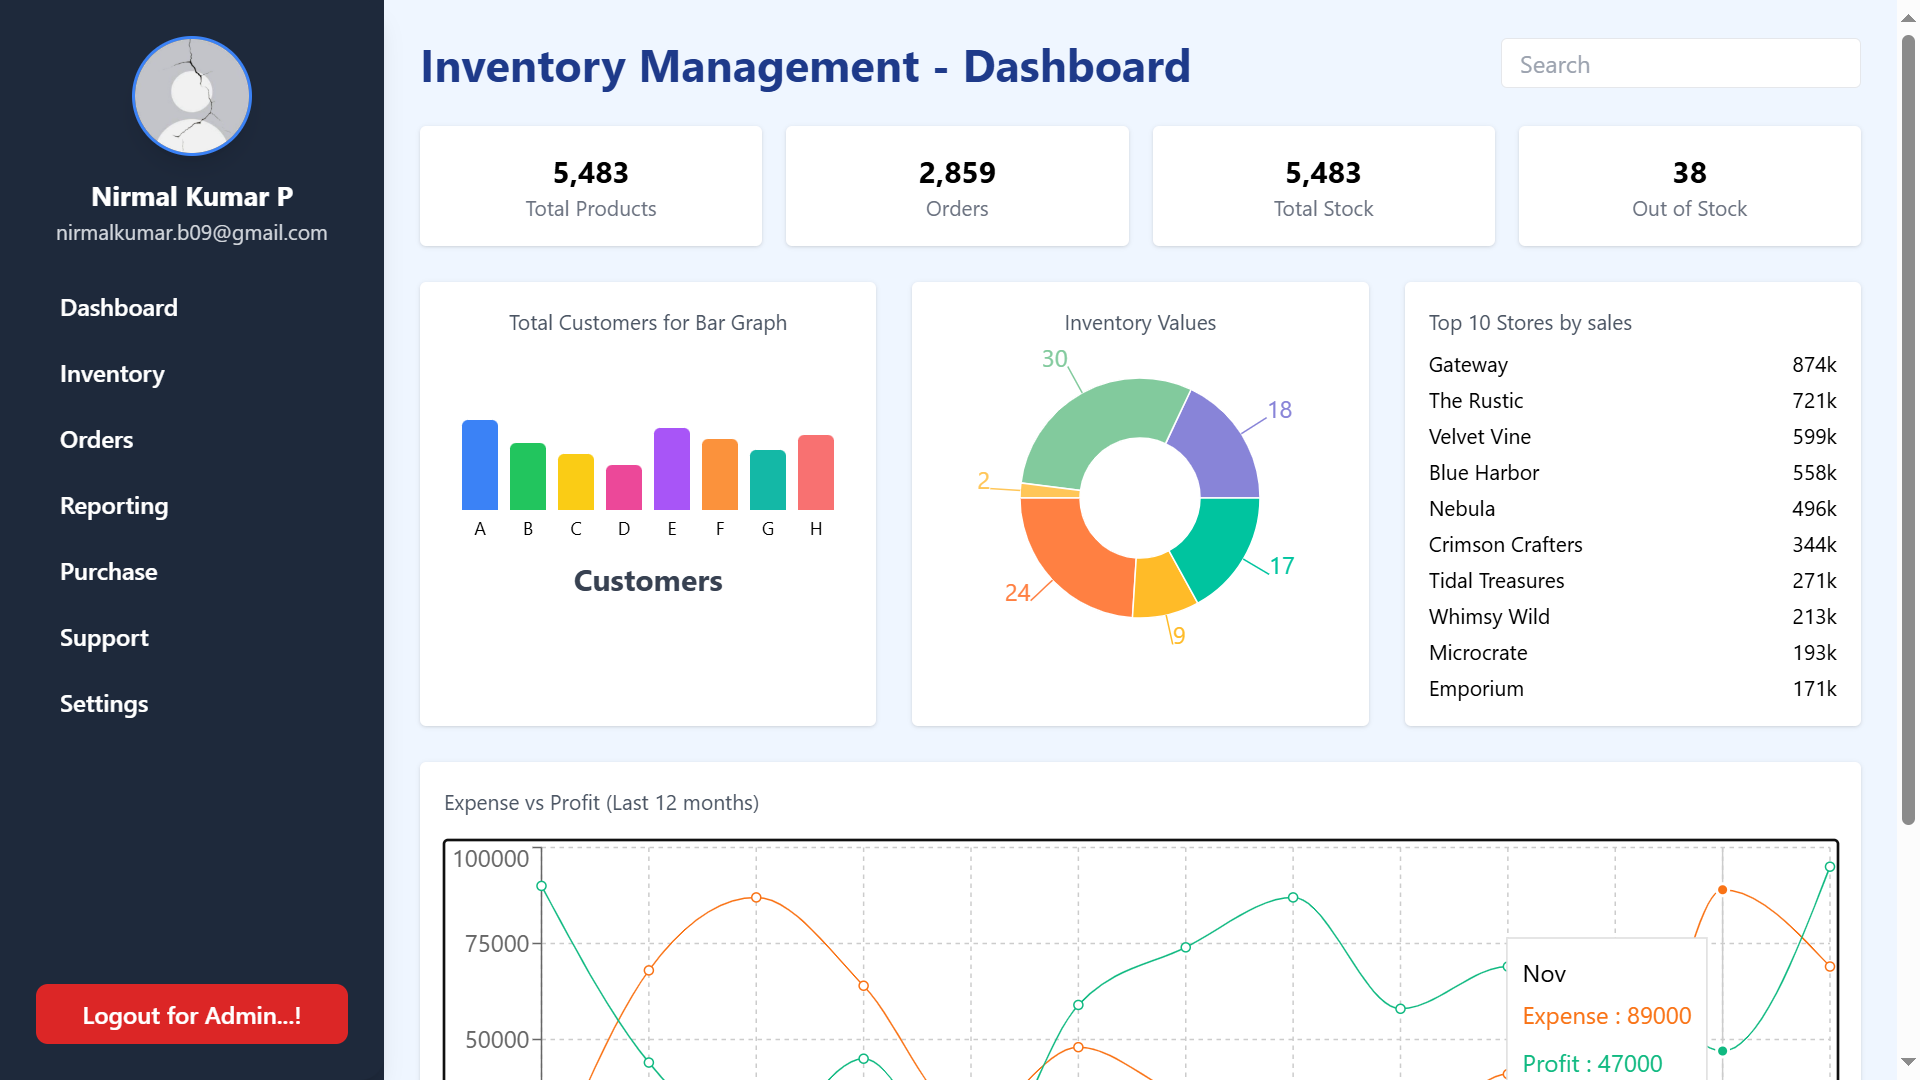 Nirmal Kumar P
nirmalkumar.b09@gmail.com
Dashboard
Inventory
Orders
Reporting
Purchase
Support
Settings
Logout for Admin...!
Inventory Management - Dashboard
Search
5,483
Total Products
2,859
Orders
5,483
Total Stock
38
Out of Stock
Total Customers for Bar Graph
A B C D E F G H
Customers
Inventory Values
30
18
2
17
24
9
Top 10 Stores by sales
Gateway 874k
The Rustic 721k
Velvet Vine 599k
Blue Harbor 558k
Nebula 496k
Crimson Crafters 344k
Tidal Treasures 271k
Whimsy Wild 213k
Microcrate 193k
Emporium 171k
Expense vs Profit (Last 12 months)
100000
75000
50000
Nov
Expense : 89000
Profit : 47000